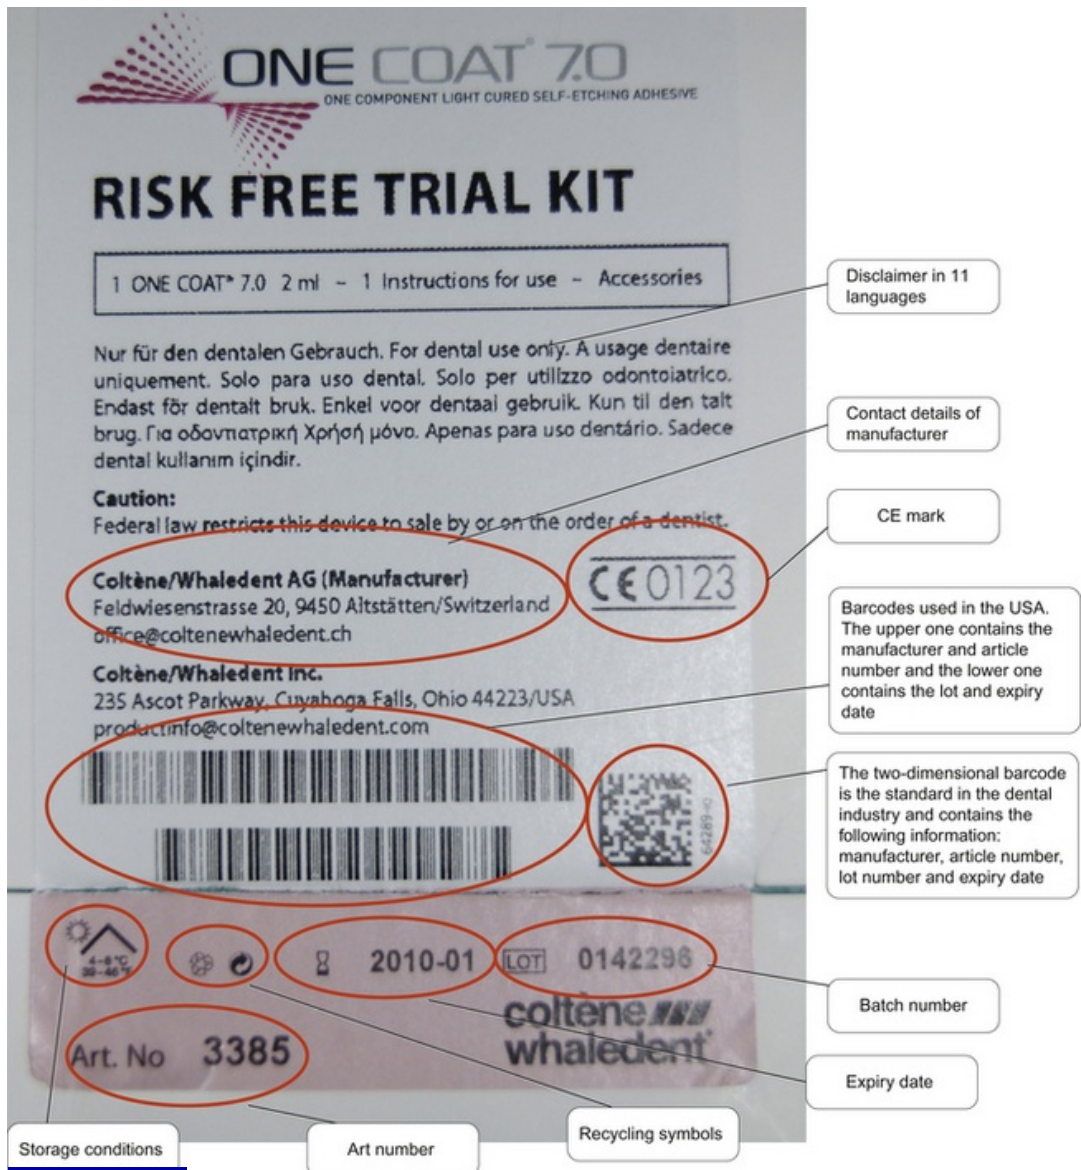 ONE COAT® 7.0
ONE COMPONENT LIGHT CURED SELF-ETCHING ADHESIVE
RISK FREE TRIAL KIT
1 ONE COAT® 7.0 2 ml – 1 Instructions for use – Accessories
Nur für den dentalen Gebrauch. For dental use only. A usage dentaire
uniquement. Solo para uso dental. Solo per utilizzo odontoiatrico.
Endast för dentalt bruk. Enkel voor dentaal gebruik. Kun til den talt
brug. Για οδοντιατρική Χρήσή μόνο. Apenas para uso dentário. Sadece
dental kullanım içindir.
Caution:
Federal law restricts this device to sale by or on the order of a dentist.
Coltène/Whaledent AG (Manufacturer)
Feldwiesenstrasse 20, 9450 Altstätten/Switzerland
office@coltenewhaledent.ch
CE 0123
Coltène/Whaledent Inc.
235 Ascot Parkway, Cuyahoga Falls, Ohio 44223/USA
productinfo@coltenewhaledent.com
4-8 °C
39-46 °F
2010-01
LOT 0142296
coltène
whaledent
Art. No 3385
Disclaimer in 11
languages
Contact details of
manufacturer
CE mark
Barcodes used in the USA.
The upper one contains the
manufacturer and article
number and the lower one
contains the lot and expiry
date
The two-dimensional barcode
is the standard in the dental
industry and contains the
following information:
manufacturer, article number,
lot number and expiry date
Batch number
Expiry date
Recycling symbols
Art number
Storage conditions